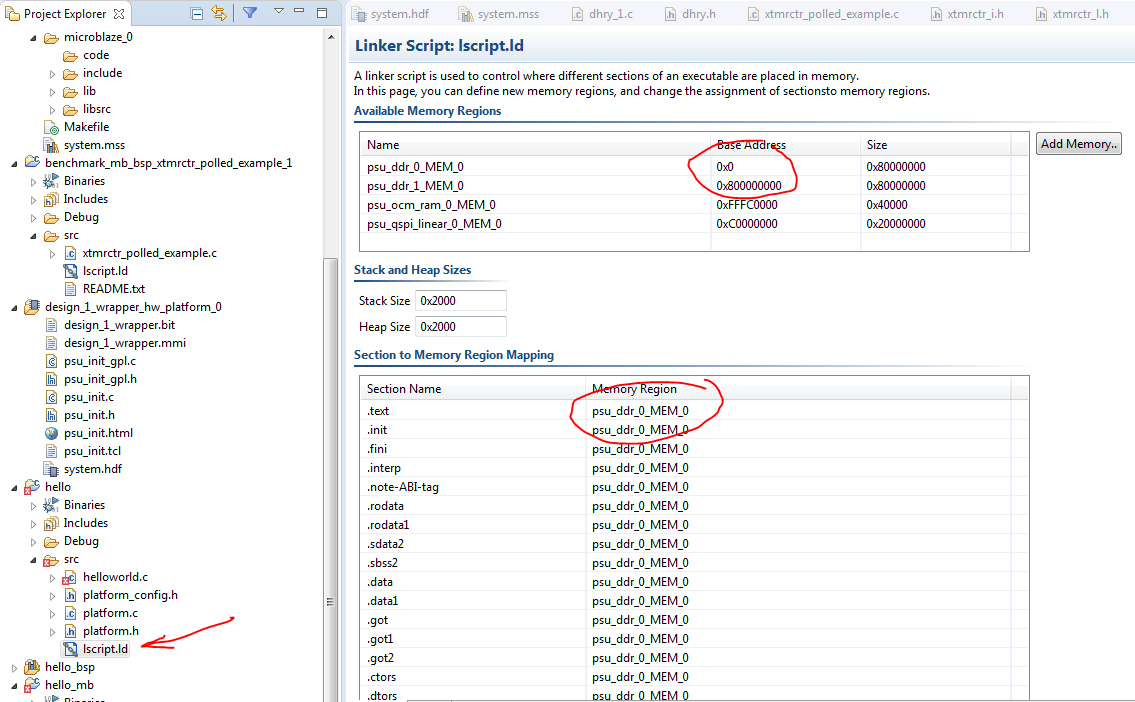 Project Explorer
microblaze_0
code
include
lib
libsrc
Makefile
system.mss
benchmark_mb_bsp_xtmrctr_polled_example_1
Binaries
Includes
Debug
src
xtmrctr_polled_example.c
lscript.ld
README.txt
design_1_wrapper_hw_platform_0
design_1_wrapper.bit
design_1_wrapper.mmi
psu_init_gpl.c
psu_init_gpl.h
psu_init.c
psu_init.h
psu_init.html
psu_init.tcl
system.hdf
hello
Binaries
Includes
Debug
src
helloworld.c
platform_config.h
platform.c
platform.h
lscript.ld
hello_bsp
hello_mb
Binaries
system.hdf system.mss dhry_1.c dhry.h xtmrctr_polled_example.c xtmrctr_i.h xtmrctr_l.h
Linker Script: lscript.ld
A linker script is used to control where different sections of an executable are placed in memory.
In this page, you can define new memory regions, and change the assignment of sectionsto memory regions.
Available Memory Regions
Name Base Address Size
psu_ddr_0_MEM_0 0x0 0x80000000
psu_ddr_1_MEM_0 0x800000000 0x80000000
psu_ocm_ram_0_MEM_0 0xFFFC0000 0x40000
psu_qspi_linear_0_MEM_0 0xC0000000 0x20000000
Add Memory..
Stack and Heap Sizes
Stack Size 0x2000
Heap Size 0x2000
Section to Memory Region Mapping
Section Name Memory Region
.text psu_ddr_0_MEM_0
.init psu_ddr_0_MEM_0
.fini psu_ddr_0_MEM_0
.interp psu_ddr_0_MEM_0
.note-ABI-tag psu_ddr_0_MEM_0
.rodata psu_ddr_0_MEM_0
.rodata1 psu_ddr_0_MEM_0
.sdata2 psu_ddr_0_MEM_0
.sbss2 psu_ddr_0_MEM_0
.data psu_ddr_0_MEM_0
.data1 psu_ddr_0_MEM_0
.got psu_ddr_0_MEM_0
.got1 psu_ddr_0_MEM_0
.got2 psu_ddr_0_MEM_0
.ctors psu_ddr_0_MEM_0
.dtors psu_ddr_0_MEM_0